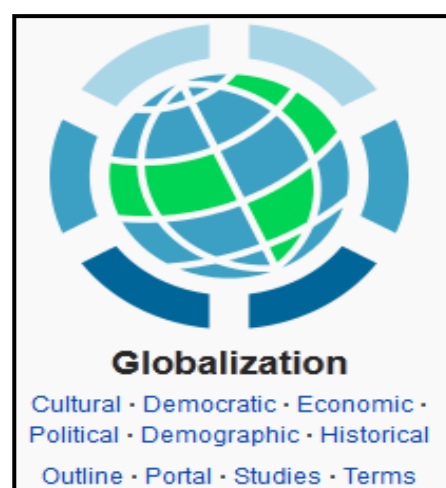 Globalization
Cultural · Democratic · Economic ·
Political · Demographic · Historical
Outline · Portal · Studies · Terms